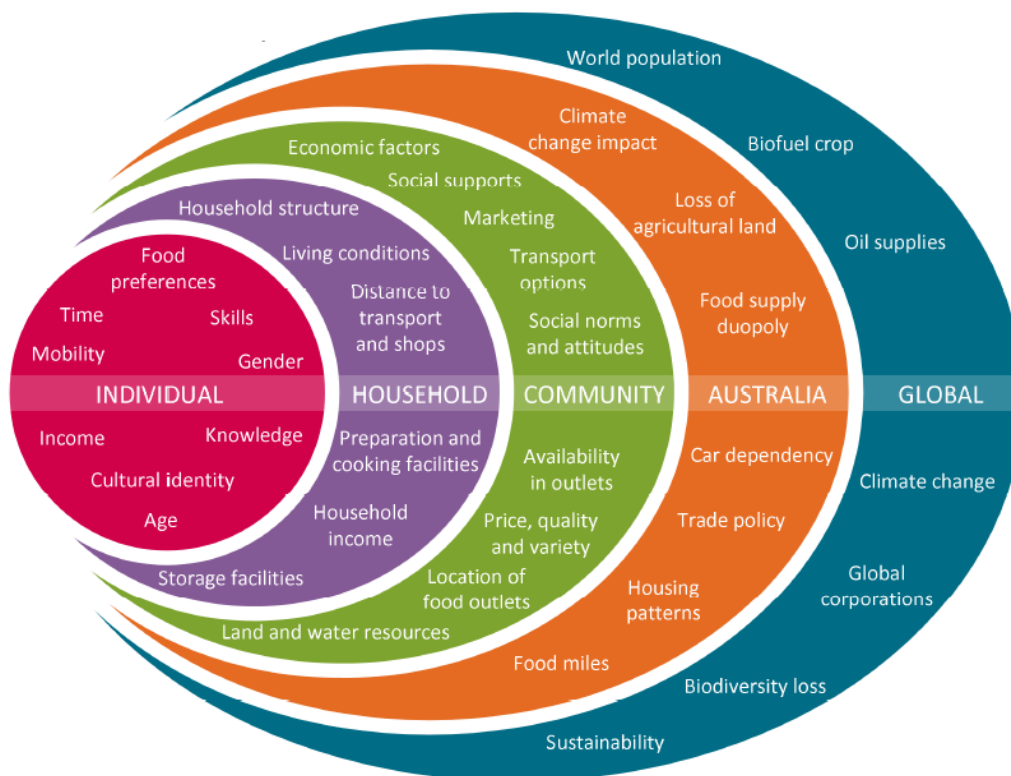 World population
Climate
change impact
Biofuel crop
Economic factors
Social supports
Household structure
Marketing
Loss of
agricultural land
Living conditions
Oil supplies
Food
preferences
Transport
options
Distance to
transport
and shops
Food supply
duopoly
Time
Skills
Social norms
and attitudes
Mobility
Gender
INDIVIDUAL
HOUSEHOLD
COMMUNITY
AUSTRALIA
GLOBAL
Income
Knowledge
Preparation and
cooking facilities
Availability
in outlets
Car dependency
Climate change
Cultural identity
Age
Household
income
Price, quality
and variety
Trade policy
Storage facilities
Location of
food outlets
Housing
patterns
Global
corporations
Land and water resources
Food miles
Biodiversity loss
Sustainability